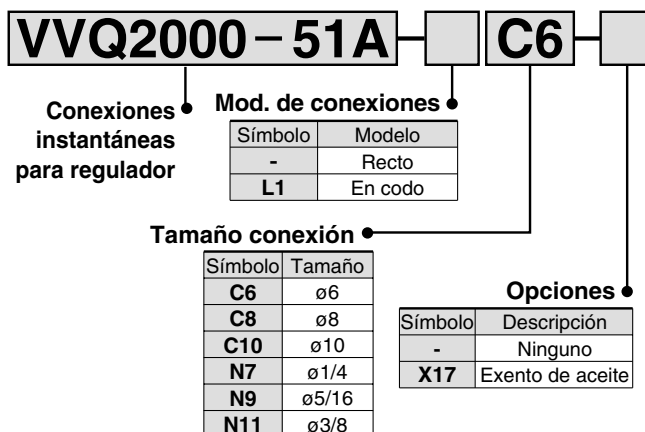 VVQ2000-51A- C6-
Conexiones
instantáneas
para regulador
Mod. de conexiones
Símbolo Modelo
- Recto
L1 En codo
Tamaño conexión
Símbolo Tamaño
C6 ø6
C8 ø8
C10 ø10
N7 ø1/4
N9 ø5/16
N11 ø3/8
Opciones
Símbolo Descripción
- Ninguno
X17 Exento de aceite